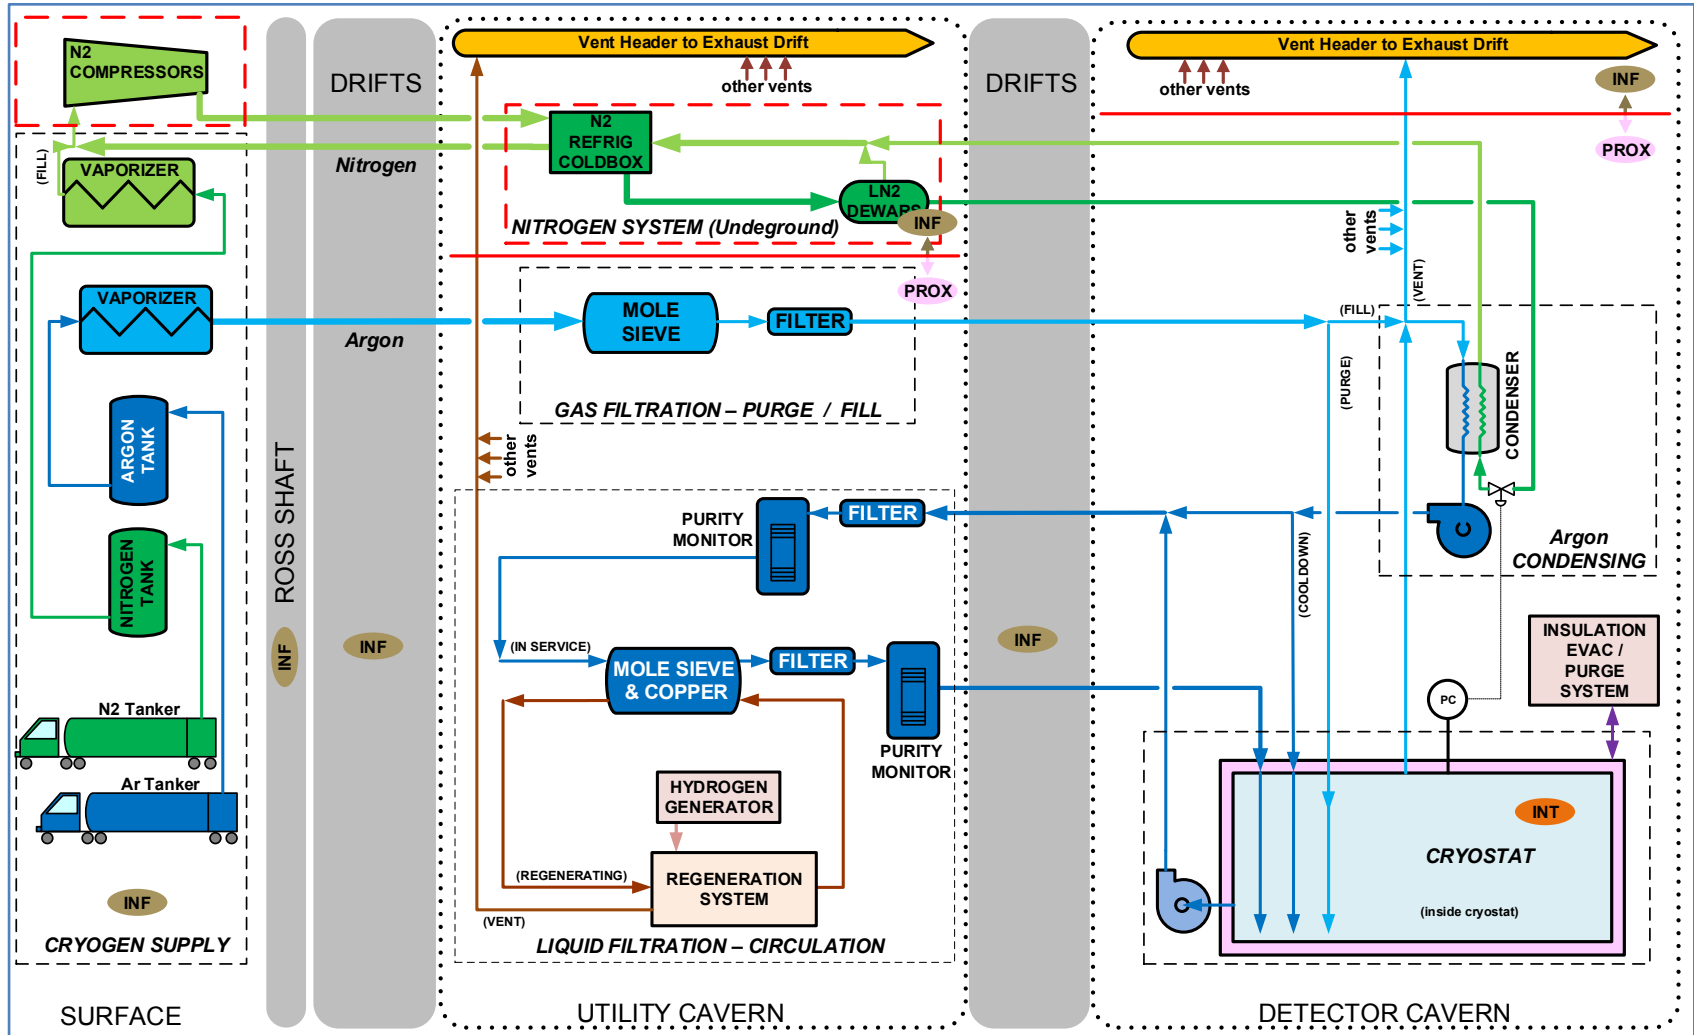 N2
COMPRESSORS
(FILL)
VAPORIZER
VAPORIZER
ARGON
TANK
NITROGEN
TANK
N2 Tanker
Ar Tanker
INF
CRYOGEN SUPPLY
SURFACE
ROSS SHAFT
INF
DRIFTS
Nitrogen
Argon
INF
Vent Header to Exhaust Drift
other vents
N2
REFRIG
COLDBOX
LN2
DEWARS
INF
NITROGEN SYSTEM (Undeground)
PROX
MOLE
SIEVE
FILTER
GAS FILTRATION – PURGE / FILL
other
vents
PURITY
MONITOR
FILTER
(IN SERVICE)
MOLE SIEVE
& COPPER
FILTER
PURITY
MONITOR
HYDROGEN
GENERATOR
(REGENERATING)
REGENERATION
SYSTEM
(VENT)
LIQUID FILTRATION – CIRCULATION
UTILITY CAVERN
DRIFTS
INF
Vent Header to Exhaust Drift
other vents
INF
PROX
other
vents
(VENT)
(FILL)
(PURGE)
CONDENSER
C
Argon
CONDENSING
(COOLDOWN)
INSULATION
EVAC /
PURGE
SYSTEM
PC
INT
CRYOSTAT
C
(inside cryostat)
DETECTOR CAVERN